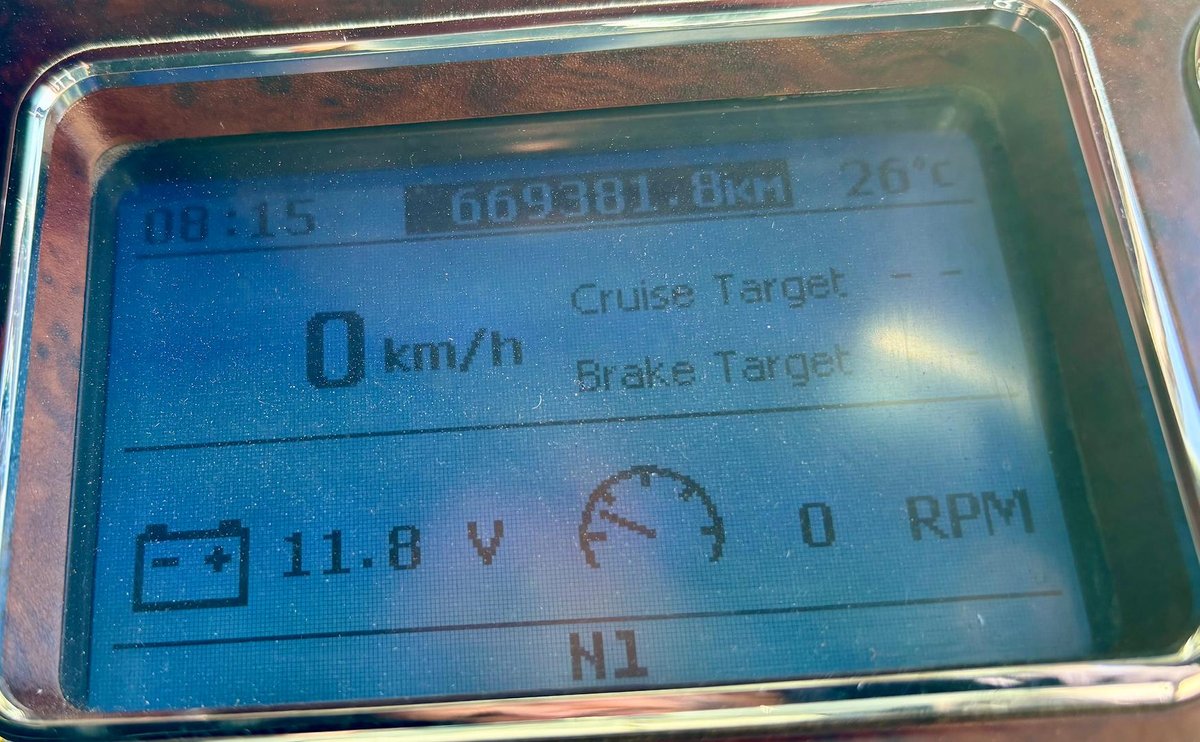 08:15 669381.8KM 26°C
Cruise Target - -
0 km/h
Brake Target
- + 11.8 V 0 RPM
N1